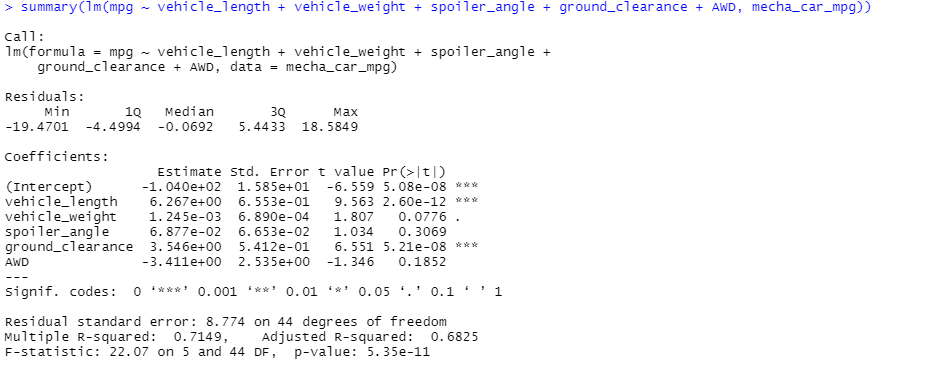 > summary(lm(mpg ~ vehicle_length + vehicle_weight + spoiler_angle + ground_clearance + AWD, mecha_car_mpg))
Call:
lm(formula = mpg ~ vehicle_length + vehicle_weight + spoiler_angle +
    ground_clearance + AWD, data = mecha_car_mpg)
Residuals:
     Min       1Q   Median       3Q      Max
-19.4701  -4.4994  -0.0692   5.4433  18.5849
Coefficients:
                   Estimate Std. Error t value Pr(>|t|)
(Intercept)      -1.040e+02  1.585e+01  -6.559 5.08e-08 ***
vehicle_length    6.267e+00  6.553e-01   9.563 2.60e-12 ***
vehicle_weight    1.245e-03  6.890e-04   1.807   0.0776 .
spoiler_angle     6.877e-02  6.653e-02   1.034   0.3069
ground_clearance  3.546e+00  5.412e-01   6.551 5.21e-08 ***
AWD              -3.411e+00  2.535e+00  -1.346   0.1852
---
Signif. codes:  0 ‘***’ 0.001 ‘**’ 0.01 ‘*’ 0.05 ‘.’ 0.1 ‘ ’ 1
Residual standard error: 8.774 on 44 degrees of freedom
Multiple R-squared:  0.7149,    Adjusted R-squared:  0.6825
F-statistic: 22.07 on 5 and 44 DF,  p-value: 5.35e-11